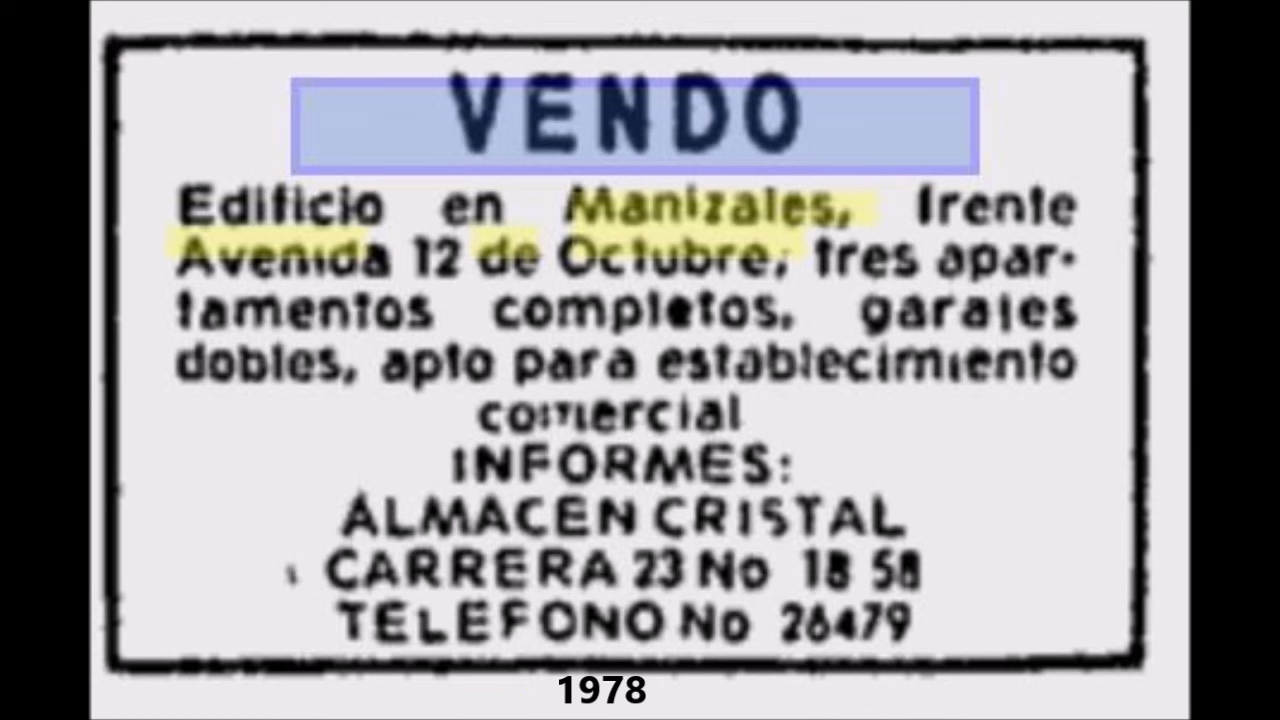 VENDO
Edificio en Manizales, frente
Avenida 12 de Octubre; tres apar-
tamentos completos, garajes
dobles, apto para establecimiento
comercial
INFORMES:
ALMACEN CRISTAL
CARRERA 23 No 18 58
TELEFONO No 26479
1978